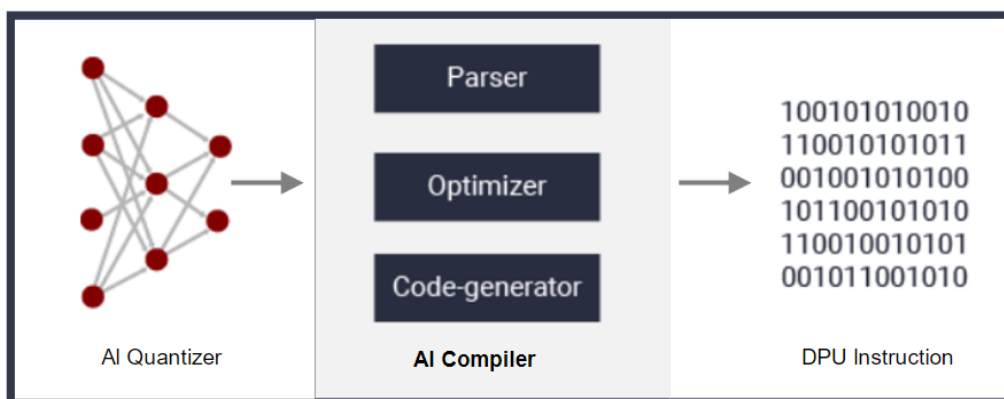 Parser
Optimizer
Code-generator
100101010010
110010101011
001001010100
101100101010
110010010101
001011001010
AI Quantizer
AI Compiler
DPU Instruction